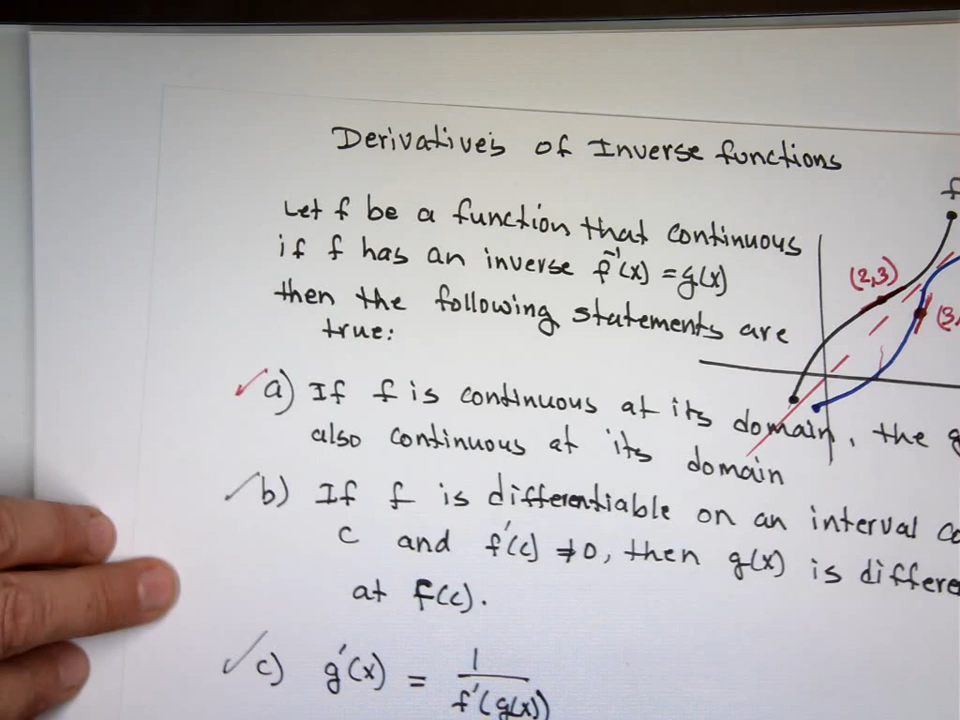 Derivatives of Inverse functions
Let f be a function that continuous
if f has an inverse f⁻¹(x) = g(x)
then the following statements are
true:
f
(2,3)
(3,
a) If f is continuous at its domain, the g
also continuous at its domain
b) If f is differentiable on an interval co
c and f'(c) ≠ 0, then g(x) is differe
at f(c).
c) g'(x) = 1 / f'(g(x))